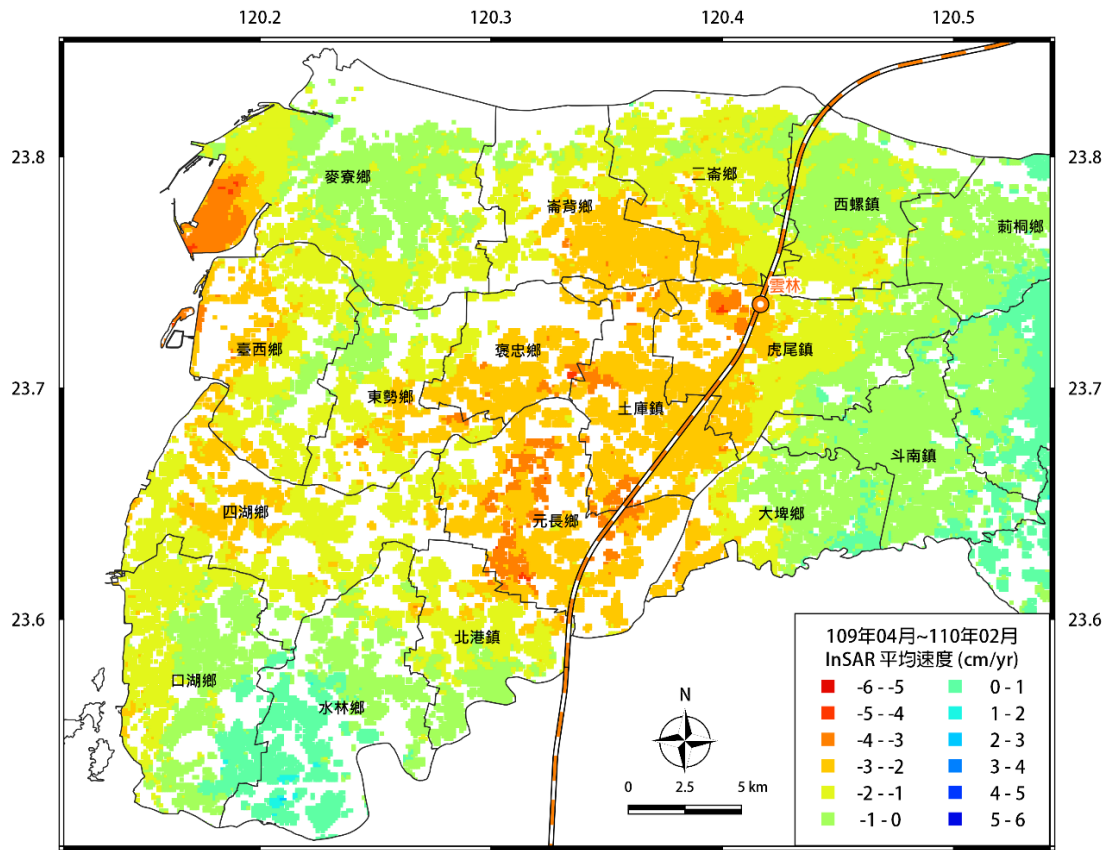 120.2 120.3 120.4 120.5
23.8 23.8
麥寮鄉
二崙鄉
崙背鄉
西螺鎮
莿桐鄉
雲林
臺西鄉
褒忠鄉
虎尾鎮
23.7 23.7
東勢鄉
土庫鎮
斗南鎮
四湖鄉
元長鄉
大埤鄉
23.6 23.6
北港鎮
口湖鄉
水林鄉
N
0 2.5 5 km
109年04月~110年02月
InSAR 平均速度 (cm/yr)
-6 - -5 0 - 1
-5 - -4 1 - 2
-4 - -3 2 - 3
-3 - -2 3 - 4
-2 - -1 4 - 5
-1 - 0 5 - 6